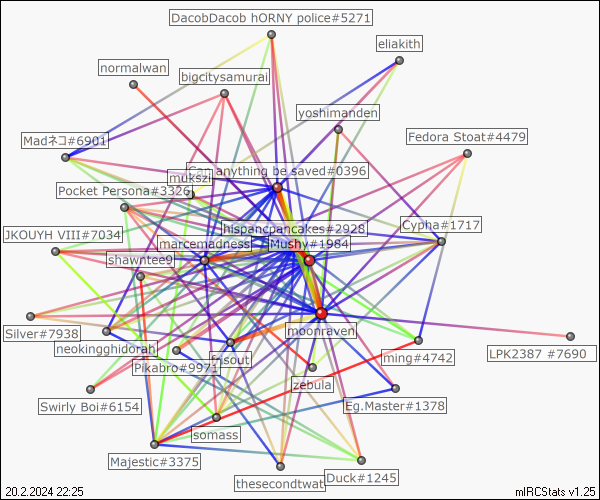 DacobDacob hORNY police#5271
eliakith
normalwan
bigcitysamurai
yoshimanden
Fedora Stoat#4479
Madネコ#6901
Can anything be saved#0396
mukszi
Pocket Persona#3326
Cypha#1717
hispanicpancakes#2928
JKOUYH VIII#7034
marcemadness
Mushy#1984
shawntee9
Silver#7938
moonraven
neokingghidorah
frisout
ming#4742
LPK2387 #7690
Pikabro#9971
zebula
Swirly Boi#6154
Eg.Master#1378
somass
Majestic#3375
thesecondtwat
Duck#1245
20.2.2024 22:25
mIRCStats v1.25